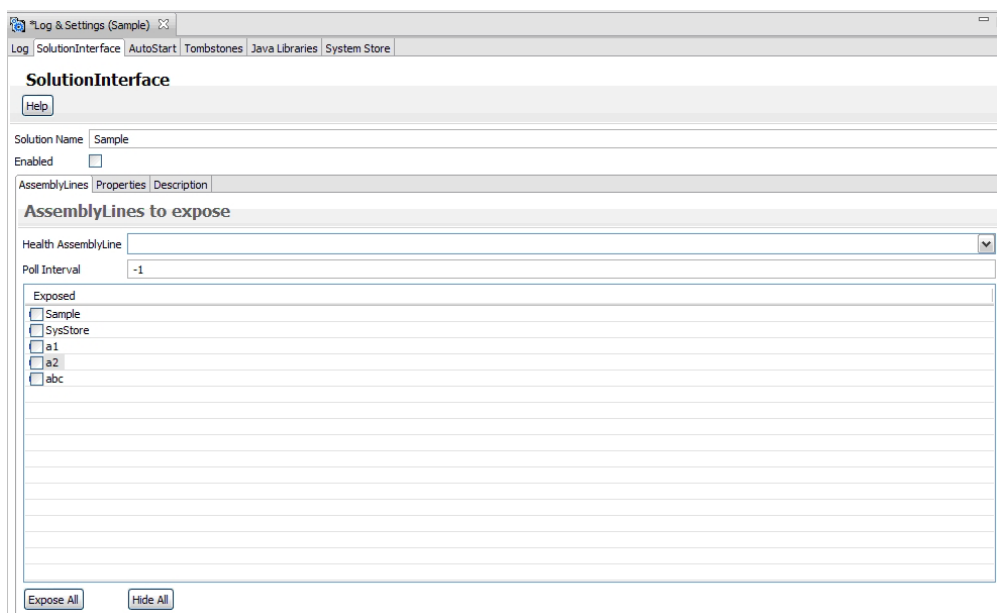 *Log & Settings (Sample)
Log SolutionInterface AutoStart Tombstones Java Libraries System Store
SolutionInterface
Help
Solution Name Sample
Enabled
AssemblyLines Properties Description
AssemblyLines to expose
Health AssemblyLine
Poll Interval -1
Exposed
Sample
SysStore
a1
a2
abc
Expose All Hide All